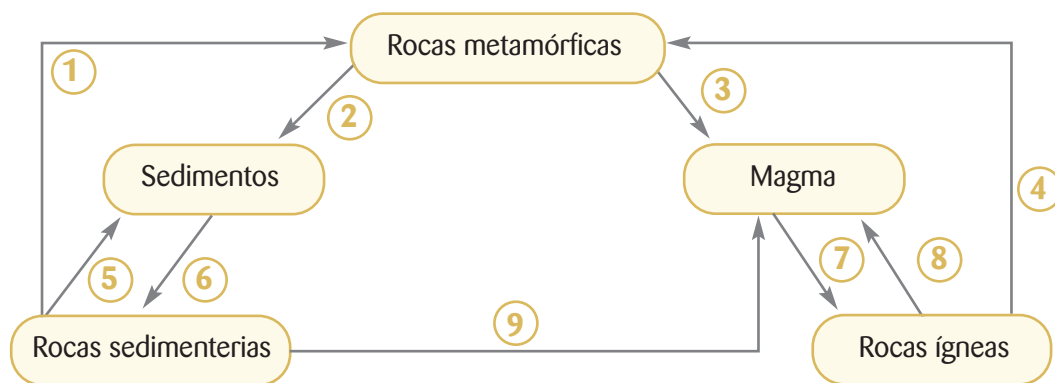 Rocas metamórficas
1
2
3
Sedimentos
Magma
4
5
6
7
8
9
Rocas sedimenterias
Rocas ígneas